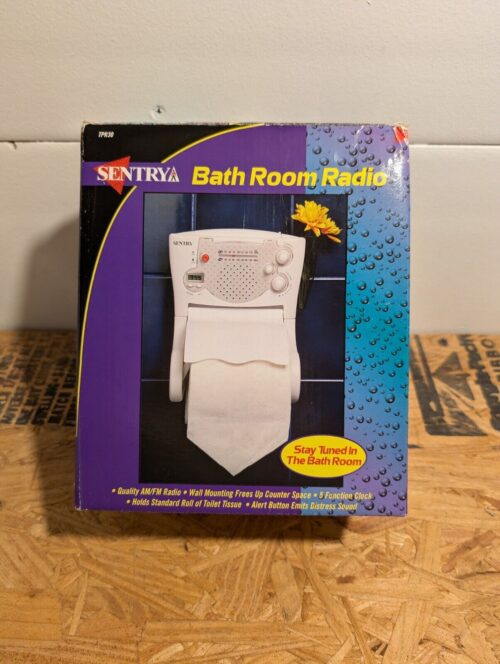 TPR30
SENTRY
Bath Room Radio
SENTRY
Stay Tuned In
The Bath Room
• Quality AM/FM Radio • Wall Mounting Frees Up Counter Space • 5 Function Clock
• Holds Standard Roll of Toilet Tissue • Alert Button Emits Distress Sound